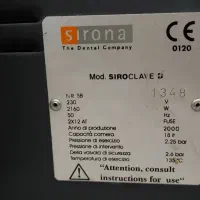 sirona
The Dental Company
CE
0120
Mod. SIROCLAVE B
1348
NR 58
230 V
2160 W
50 Hz
2X12 AT FUSE
Anno di produzione 2000
Capacità 18 lt
Pressione di esercizio 2.25 bar
Pressione di intervento
Della valvola di sicurezza 2.6 bar
Temperatura di esercizio 135°C
"Attention, consult
instructions for use"